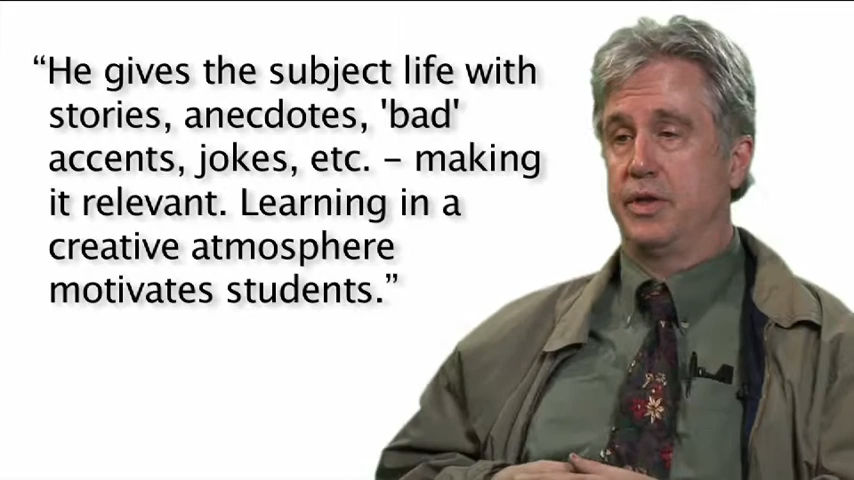 “He gives the subject life with
stories, anecdotes, 'bad'
accents, jokes, etc. – making
it relevant. Learning in a
creative atmosphere
motivates students.”